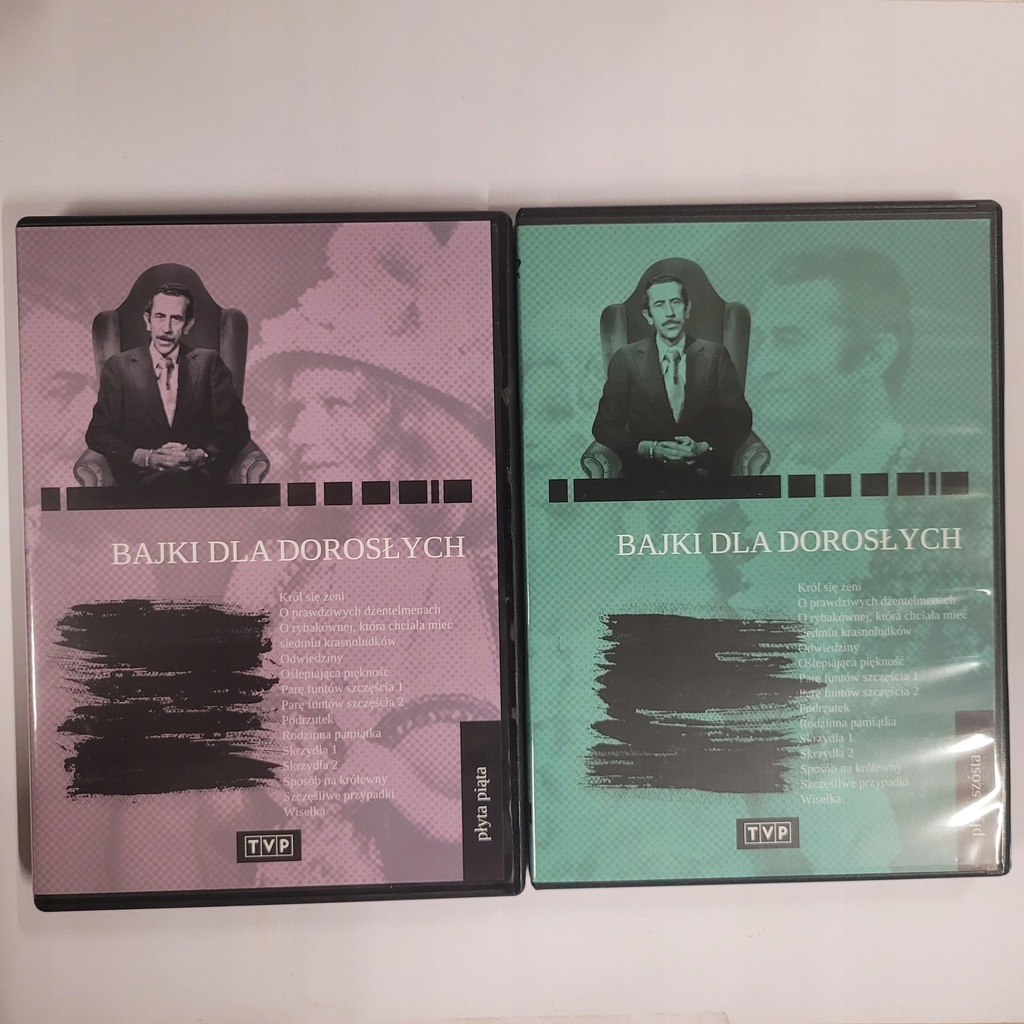 BAJKI DLA DOROSŁYCH
Król się żeni
O prawdziwych dżentelmenach
O rybakównej, która chciała mieć
siedmiu krasnoludków
Odwiedziny
Oślepiająca piękność
Parę funtów szczęścia 1
Parę funtów szczęścia 2
Podrzutek
Rodzinna pamiątka
Skrzydła 1
Skrzydła 2
Sposób na królewny
Szczęśliwe przypadki
Wisełka
TVP
płyta piąta
BAJKI DLA DOROSŁYCH
Król się żeni
O prawdziwych dżentelmenach
O rybakównej, która chciała mieć
siedmiu krasnoludków
Odwiedziny
Oślepiająca piękność
Parę funtów szczęścia 1
Parę funtów szczęścia 2
Podrzutek
Rodzinna pamiątka
Skrzydła 1
Skrzydła 2
Sposób na królewny
Szczęśliwe przypadki
Wisełka
TVP
płyta szósta